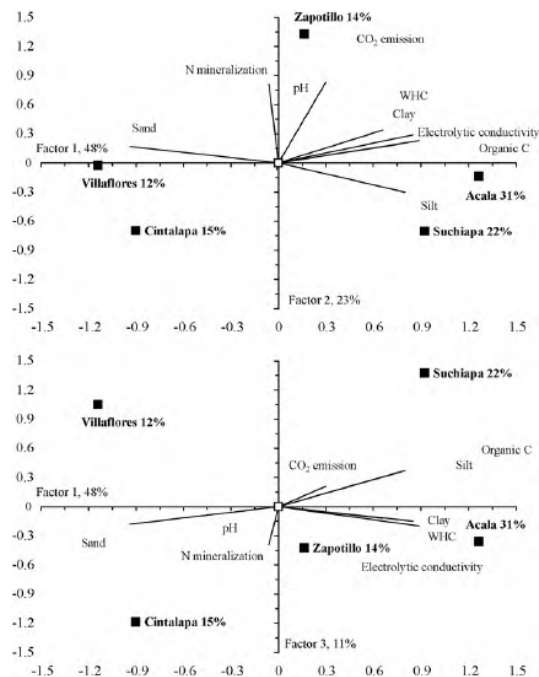 1.5
Zapotillo 14%
CO2 emission
1.2
0.9
N mineralization
pH
WHC
0.6
Clay
0.3
Factor 1, 48%
Sand
Electrolytic conductivity
Organic C
0
Villaflores 12%
Acala 31%
-0.3
Silt
-0.6
Cintalapa 15%
Suchiapa 22%
-0.9
-1.2
Factor 2, 23%
-1.5
-1.5 -0.9 -0.6 -0.3 0 0.3 0.6 0.9 1.2 1.5
1.5
Suchiapa 22%
1.2
Villaflores 12%
0.9
0.6
Organic C
CO2 emission
Silt
0.3
Factor 1, 48%
0
Clay
-0.3
pH
Acala 31%
Sand
WHC
N mineralization
Zapotillo 14%
-0.6
Electrolytic conductivity
-0.9
-1.2
Cintalapa 15%
Factor 3, 11%
-1.5
-1.5 -1.2 -0.9 -0.6 -0.3 0 0.3 0.6 0.9 1.2 1.5